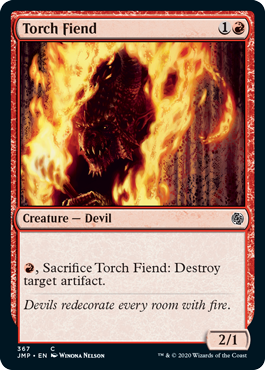 Torch Fiend 1
Creature — Devil
, Sacrifice Torch Fiend: Destroy
target artifact.
Devils redecorate every room with fire.
2/1
367 C
JMP • EN Winona Nelson ™ & © 2020 Wizards of the Coast